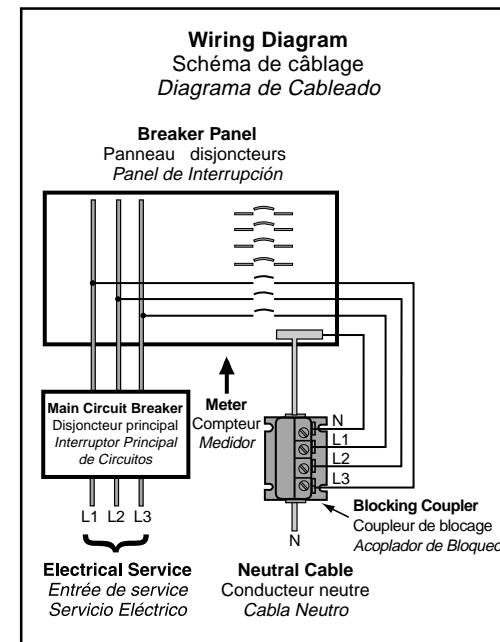 Wiring Diagram
Schéma de câblage
Diagrama de Cableado
Breaker Panel
Panneau disjoncteurs
Panel de Interrupción
Main Circuit Breaker
Disjoncteur principal
Interruptor Principal
de Circuitos
Meter
Compteur
Medidor
N
L1
L2
L3
L1 L2 L3
N
Blocking Coupler
Coupleur de blocage
Acoplador de Bloqueo
Electrical Service
Entrée de service
Servicio Eléctrico
Neutral Cable
Conducteur neutre
Cabla Neutro